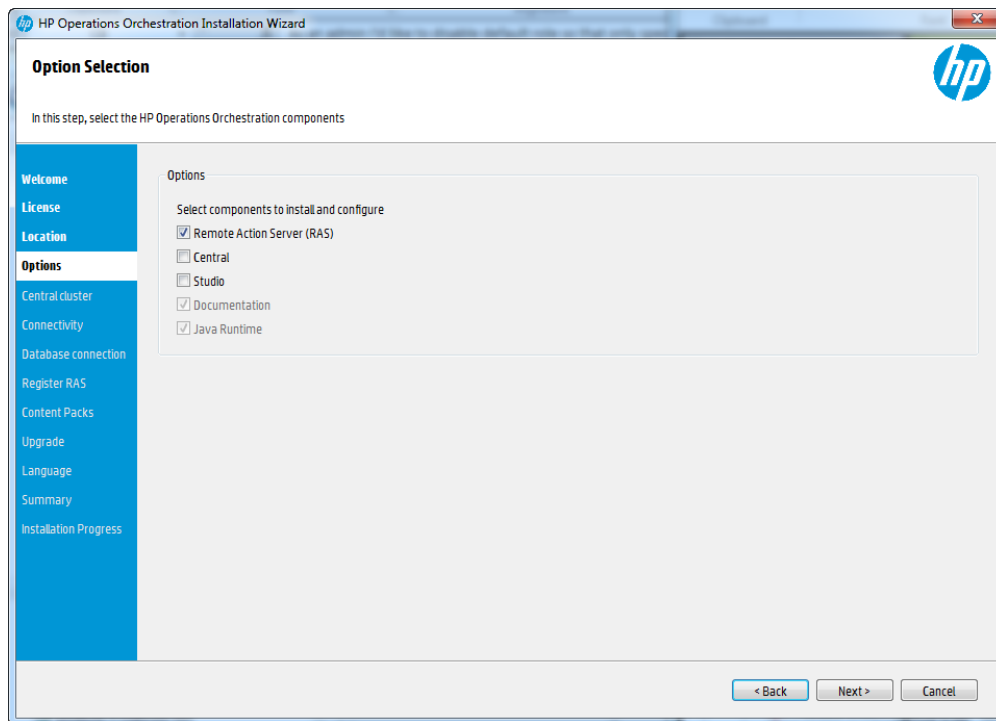 HP Operations Orchestration Installation Wizard
Option Selection
hp
In this step, select the HP Operations Orchestration components
Welcome
License
Location
Options
Central cluster
Connectivity
Database connection
Register RAS
Content Packs
Upgrade
Language
Summary
Installation Progress
Options
Select components to install and configure
Remote Action Server (RAS)
Central
Studio
Documentation
Java Runtime
< Back
Next >
Cancel